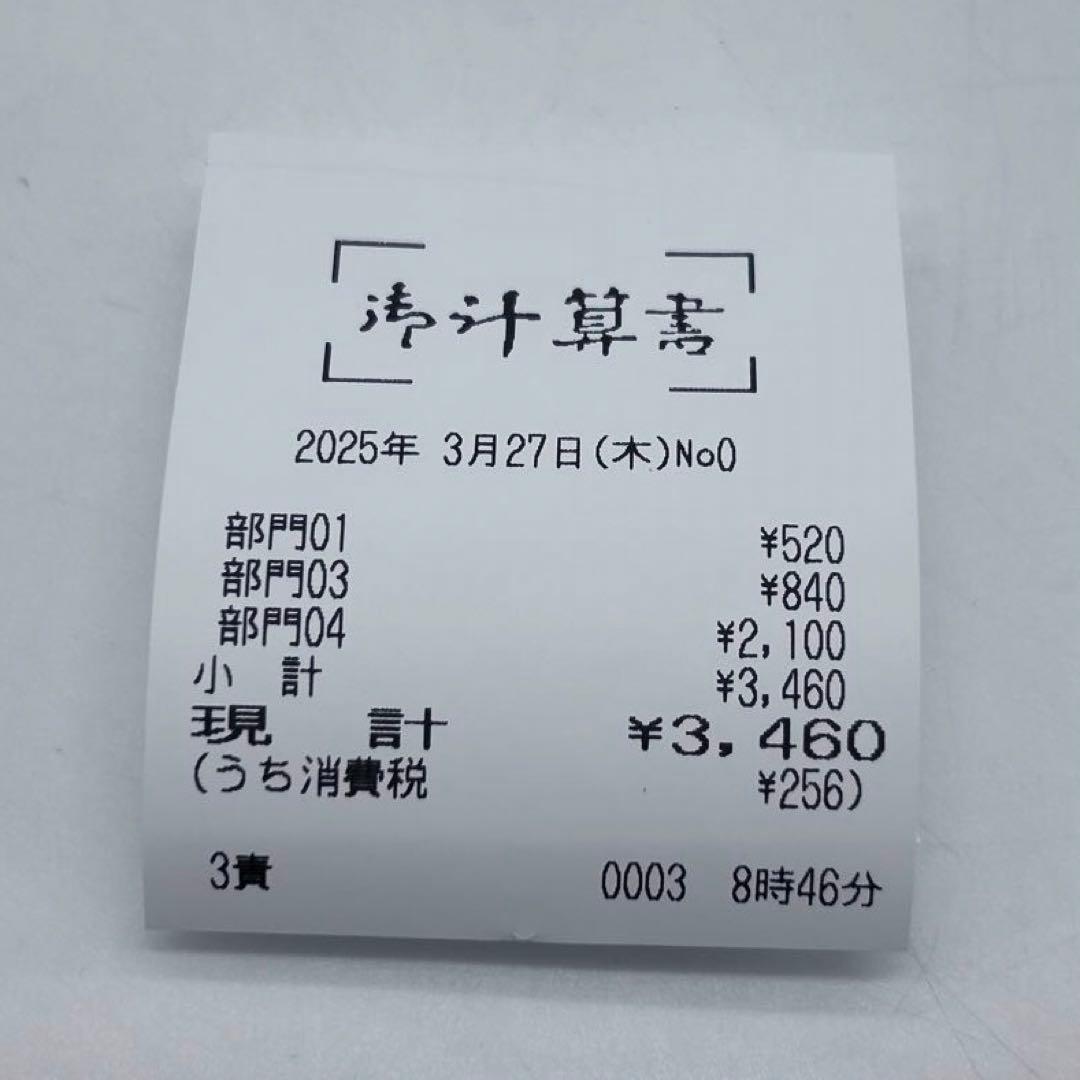 御計算書
2025年 3月27日(木)No0
部門01 ¥520
部門03 ¥840
部門04 ¥2,100
小 計 ¥3,460
現 計 ¥3,460
(うち消費税 ¥256)
3責 0003 8時46分